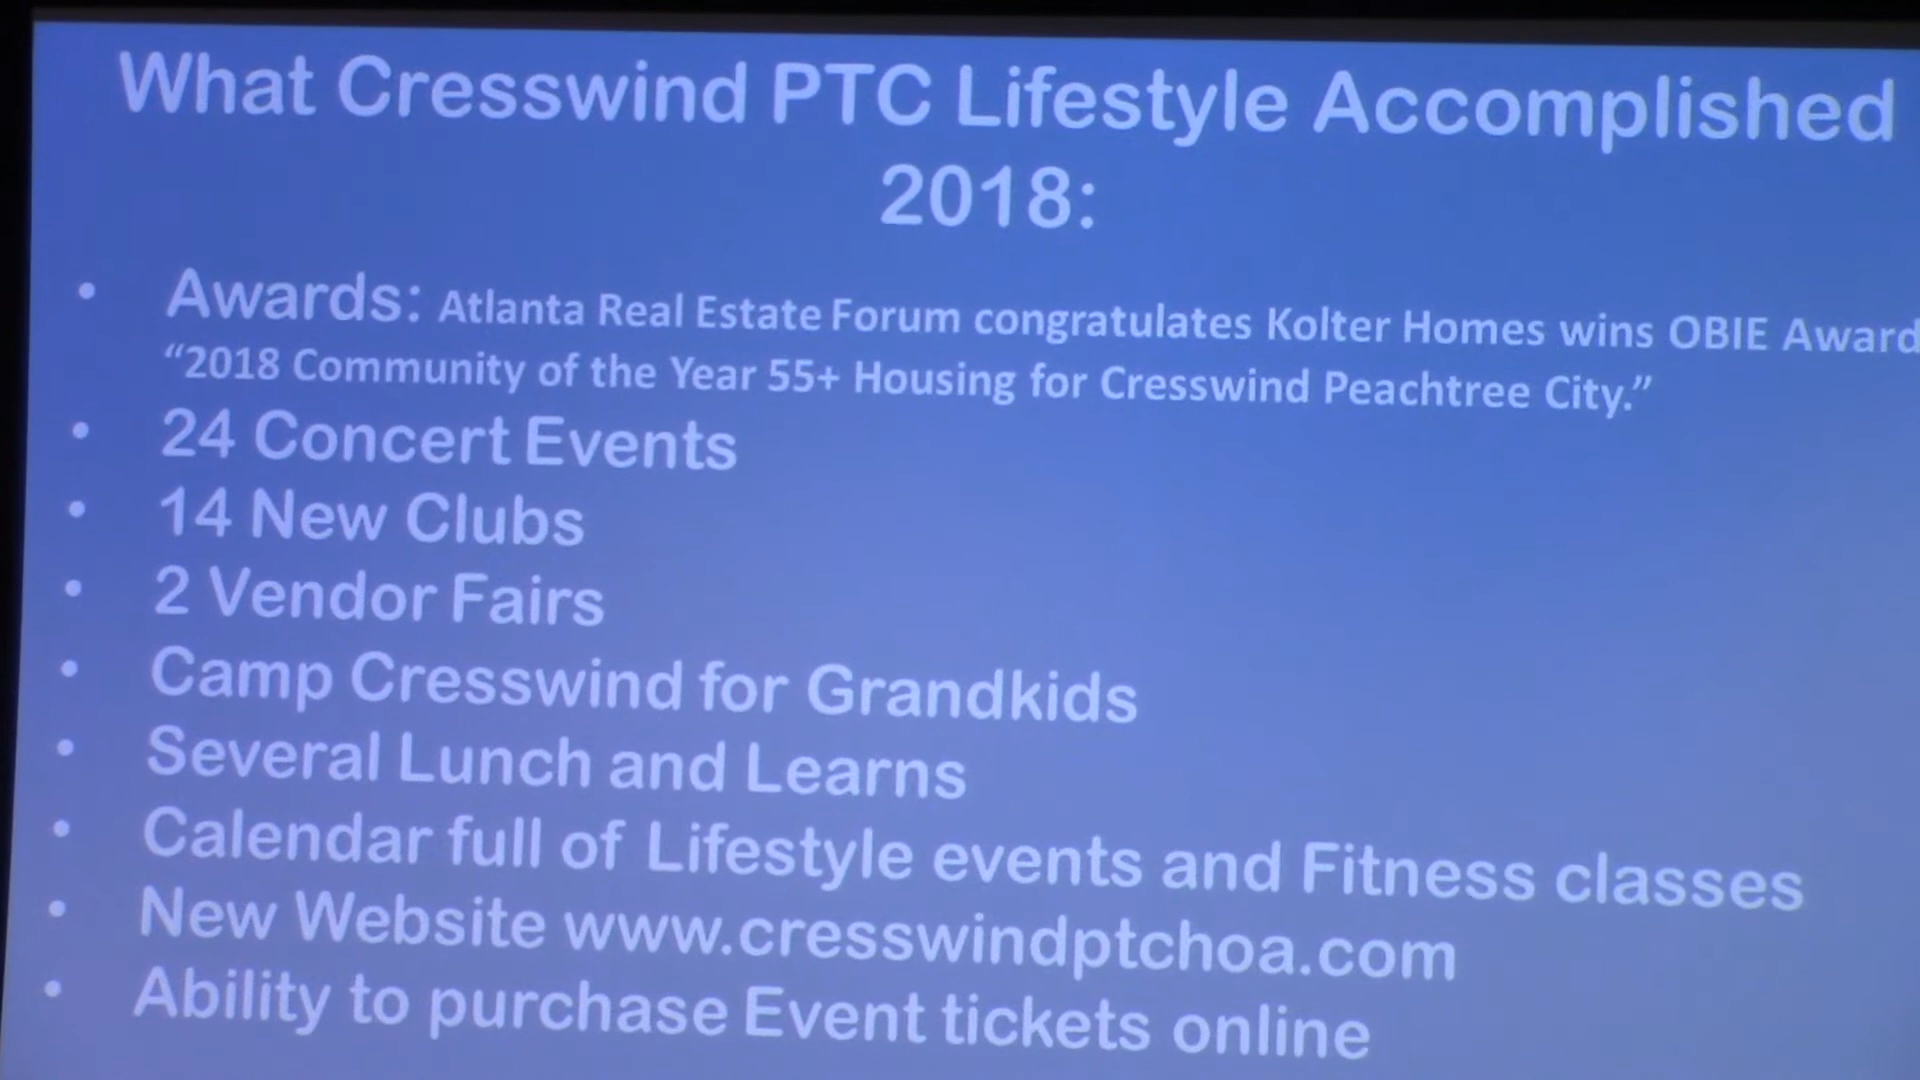 What Cresswind PTC Lifestyle Accomplished
2018:
• Awards: Atlanta Real Estate Forum congratulates Kolter Homes wins OBIE Award
“2018 Community of the Year 55+ Housing for Cresswind Peachtree City.”
• 24 Concert Events
• 14 New Clubs
• 2 Vendor Fairs
• Camp Cresswind for Grandkids
• Several Lunch and Learns
• Calendar full of Lifestyle events and Fitness classes
• New Website www.cresswindptchoa.com
• Ability to purchase Event tickets online